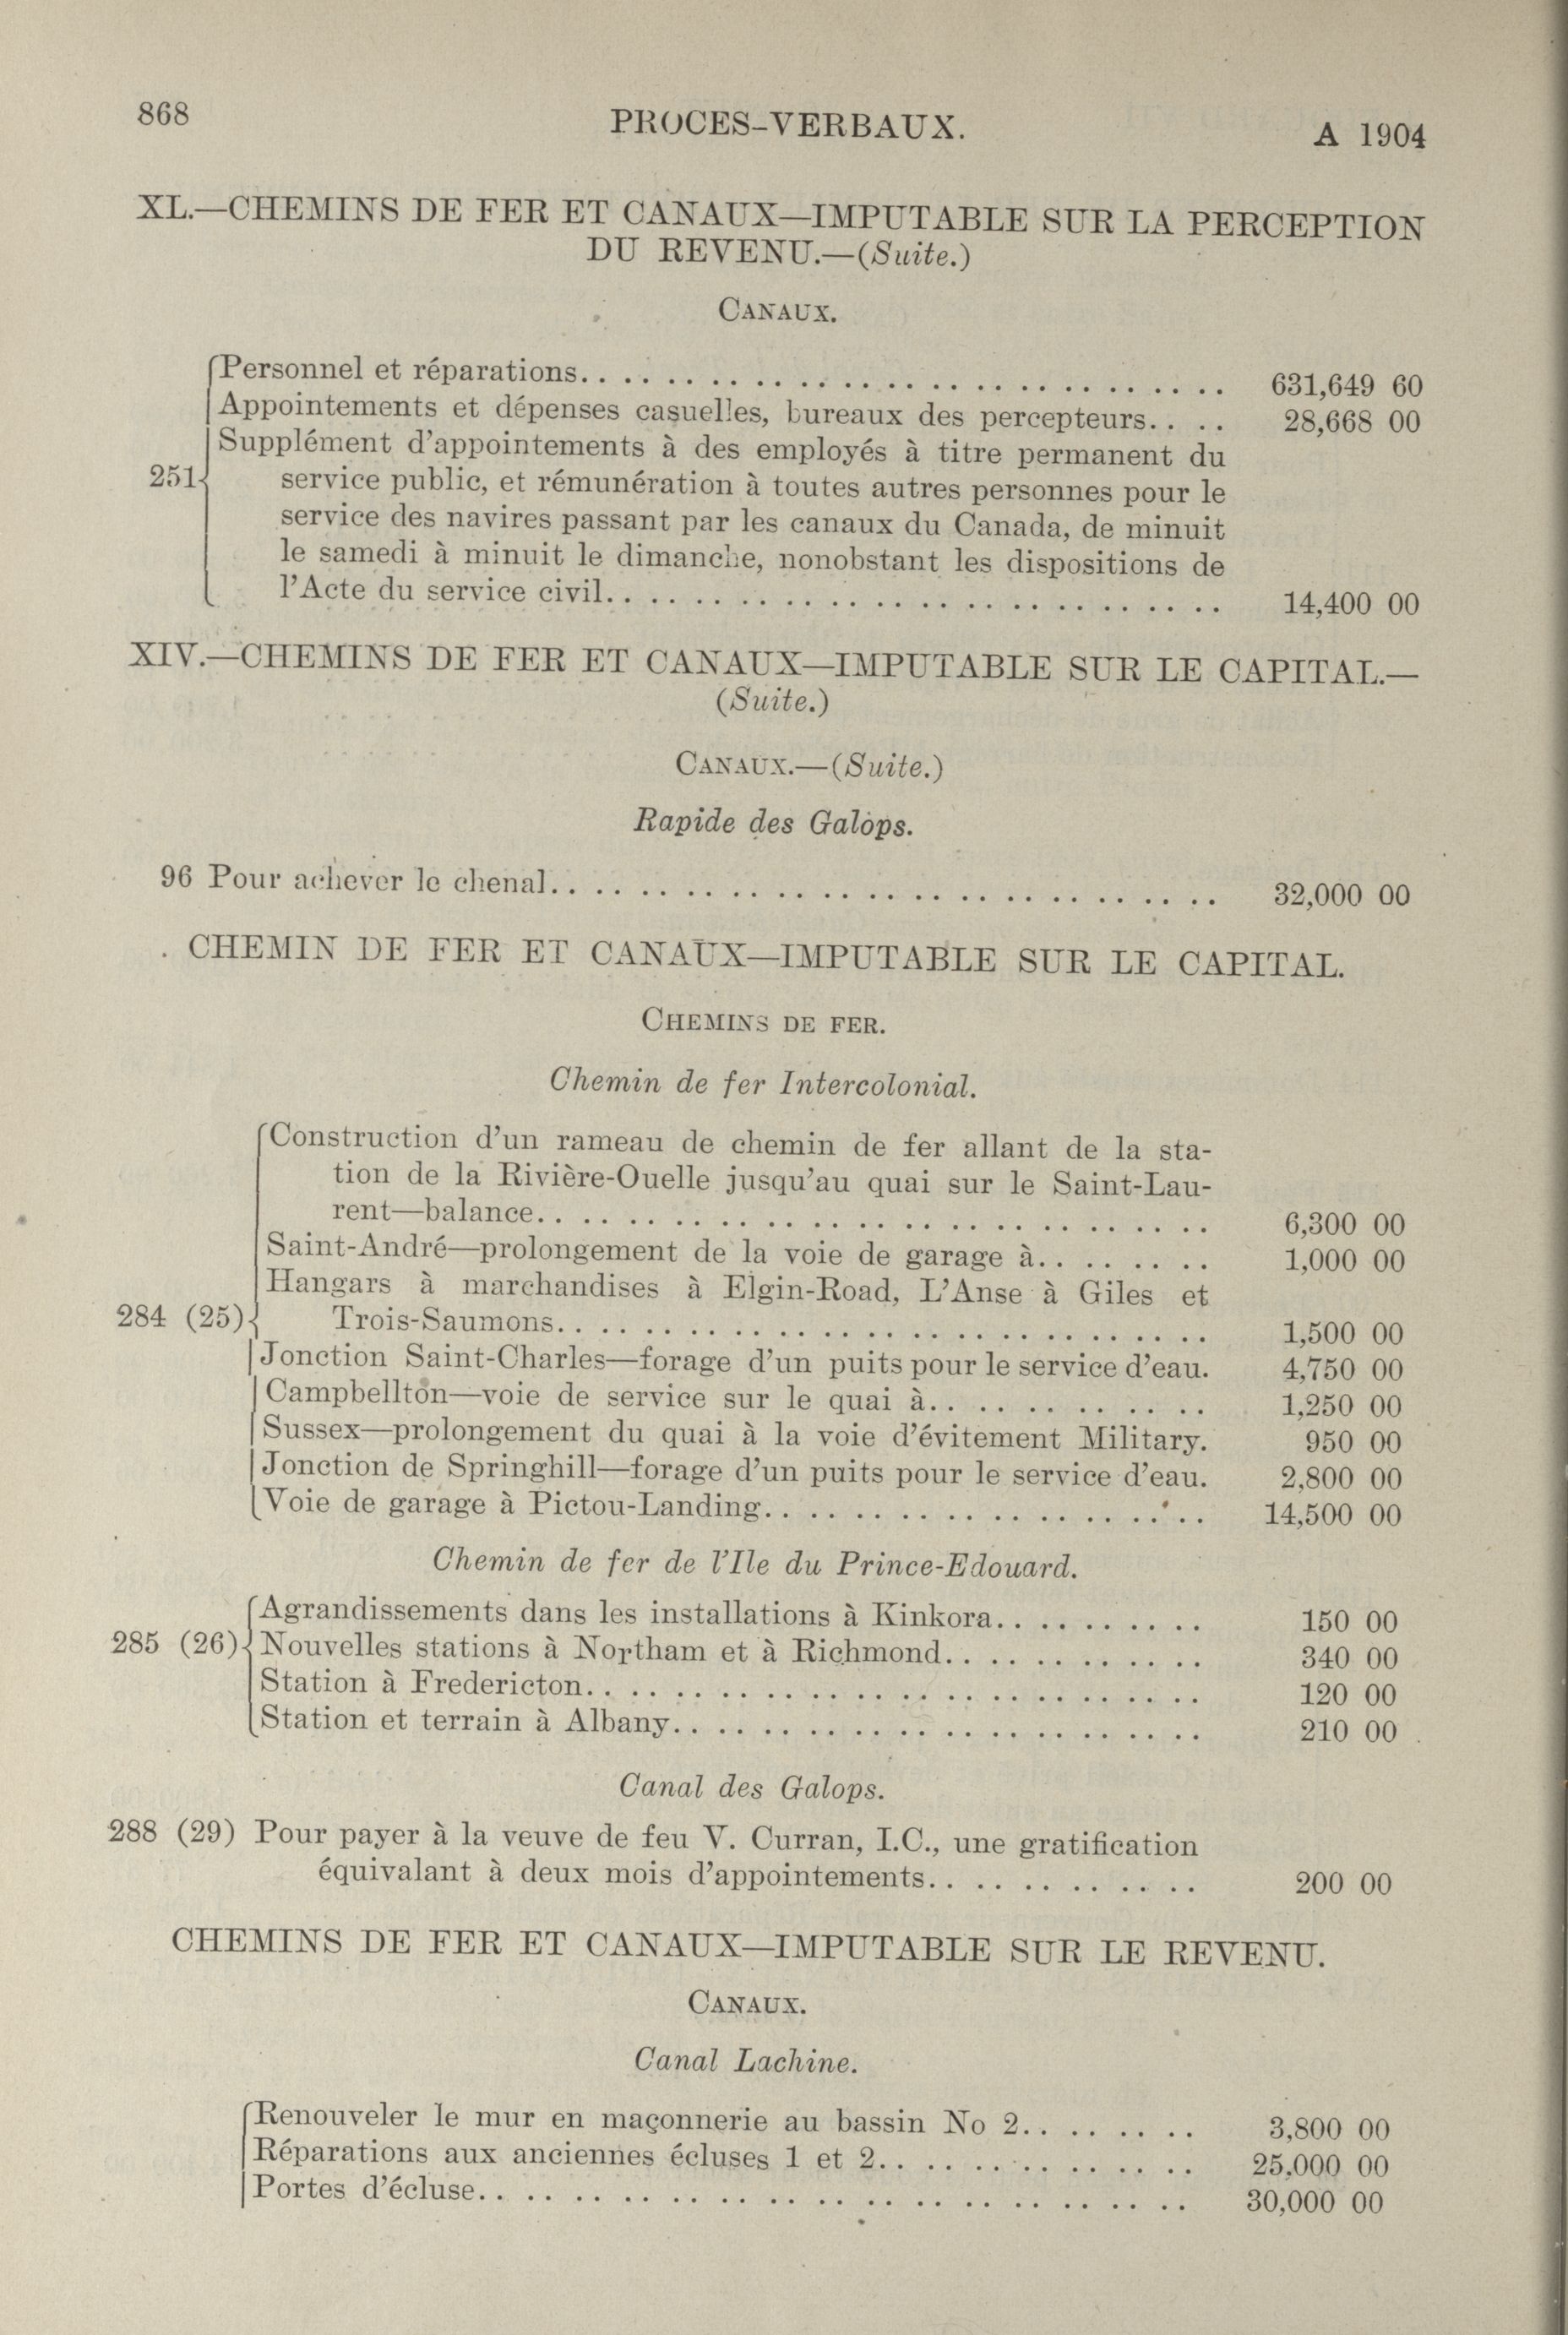 868
PROCES-VERBAUX.
A 1904
XL.—CHEMINS DE FER ET CANAUX—IMPUTABLE SUR LA PERCEPTION
DU REVENU.—(Suite.)
CANAUX.
Personnel et réparations. . . . . . . . . . . . . . . . . . . . . . . . . . . . . . 631,649 60
Appointements et dépenses casuelles, bureaux des percepteurs. . . . 28,668 00
Supplément d'appointements à des employés à titre permanent du
251 service public, et rémunération à toutes autres personnes pour le
service des navires passant par les canaux du Canada, de minuit
le samedi à minuit le dimanche, nonobstant les dispositions de
l'Acte du service civil. . . . . . . . . . . . . . . . . . . . . . . . . . . . 14,400 00
XIV.—CHEMINS DE FER ET CANAUX—IMPUTABLE SUR LE CAPITAL.—
(Suite.)
CANAUX.—(Suite.)
Rapide des Galops.
96 Pour achever le chenal. . . . . . . . . . . . . . . . . . . . . . . . . . . . . . 32,000 00
CHEMIN DE FER ET CANAUX—IMPUTABLE SUR LE CAPITAL.
CHEMINS DE FER.
Chemin de fer Intercolonial.
Construction d'un rameau de chemin de fer allant de la sta-
tion de la Rivière-Ouelle jusqu'au quai sur le Saint-Lau-
rent—balance. . . . . . . . . . . . . . . . . . . . . . . . . . . . . . 6,300 00
Saint-André—prolongement de la voie de garage à. . . . . . . . 1,000 00
Hangars à marchandises à Elgin-Road, L'Anse à Giles et
284 (25) Trois-Saumons. . . . . . . . . . . . . . . . . . . . . . . . . . . . . . 1,500 00
Jonction Saint-Charles—forage d'un puits pour le service d'eau. 4,750 00
Campbellton—voie de service sur le quai à. . . . . . . . . . . . . 1,250 00
Sussex—prolongement du quai à la voie d'évitement Military. 950 00
Jonction de Springhill—forage d'un puits pour le service d'eau. 2,800 00
Voie de garage à Pictou-Landing. . . . . . . . . . . . . . . . . . . . 14,500 00
Chemin de fer de l'Ile du Prince-Edouard.
Agrandissements dans les installations à Kinkora. . . . . . . . . . 150 00
285 (26) Nouvelles stations à Northam et à Richmond. . . . . . . . . . . . 340 00
Station à Fredericton. . . . . . . . . . . . . . . . . . . . . . . . . . . . 120 00
Station et terrain à Albany. . . . . . . . . . . . . . . . . . . . . . . . 210 00
Canal des Galops.
288 (29) Pour payer à la veuve de feu V. Curran, I.C., une gratification
équivalant à deux mois d'appointements. . . . . . . . . . . . 200 00
CHEMINS DE FER ET CANAUX—IMPUTABLE SUR LE REVENU.
CANAUX.
Canal Lachine.
Renouveler le mur en maçonnerie au bassin No 2. . . . . . . . 3,800 00
Réparations aux anciennes écluses 1 et 2. . . . . . . . . . . . . . 25,000 00
Portes d'écluse. . . . . . . . . . . . . . . . . . . . . . . . . . . . . . . . 30,000 00